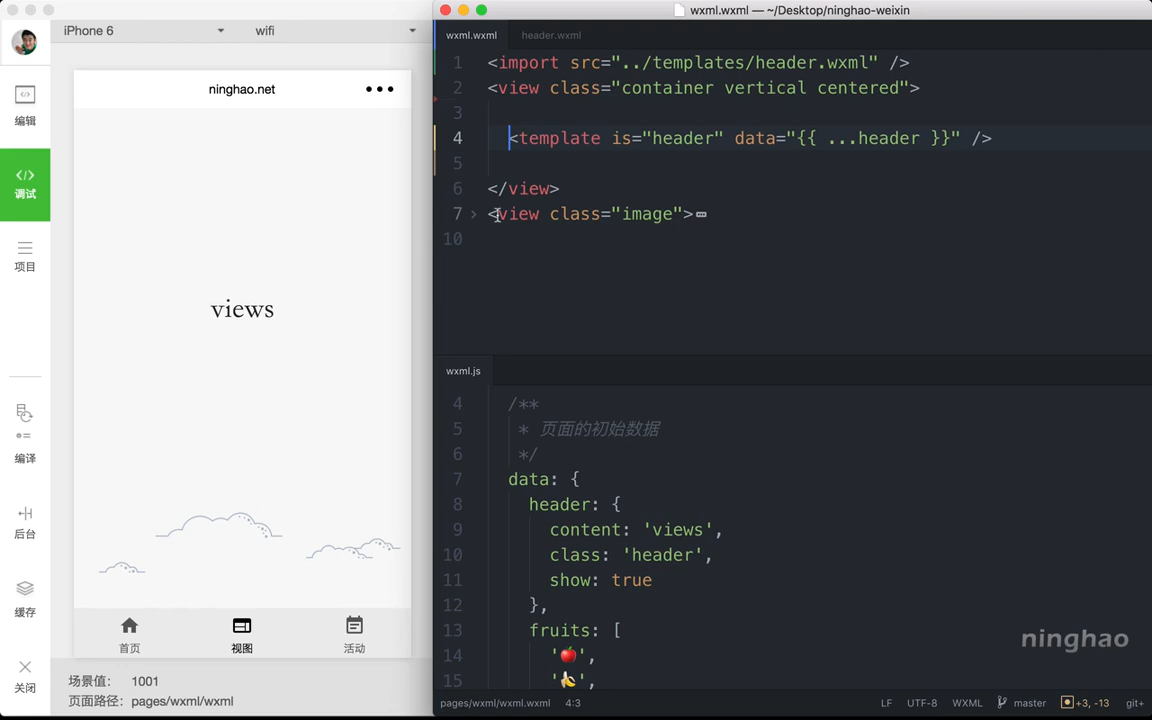 iPhone 6
wifi
编辑
调试
项目
编译
后台
缓存
关闭
ninghao.net
views
首页
视图
活动
场景值: 1001
页面路径: pages/wxml/wxml
wxml.wxml — ~/Desktop/ninghao-weixin
wxml.wxml
header.wxml
1 <import src="../templates/header.wxml" />
2 <view class="container vertical centered">
3
4 <template is="header" data="{{ ...header }}" />
5
6 </view>
7 <view class="image">
10
wxml.js
4 /**
5 * 页面的初始数据
6 */
7 data: {
8 header: {
9 content: 'views',
10 class: 'header',
11 show: true
12 },
13 fruits: [
14 '🍎',
15 '🍌',
ninghao
pages/wxml/wxml.wxml 4:3
LF UTF-8 WXML master +3, -13 git+